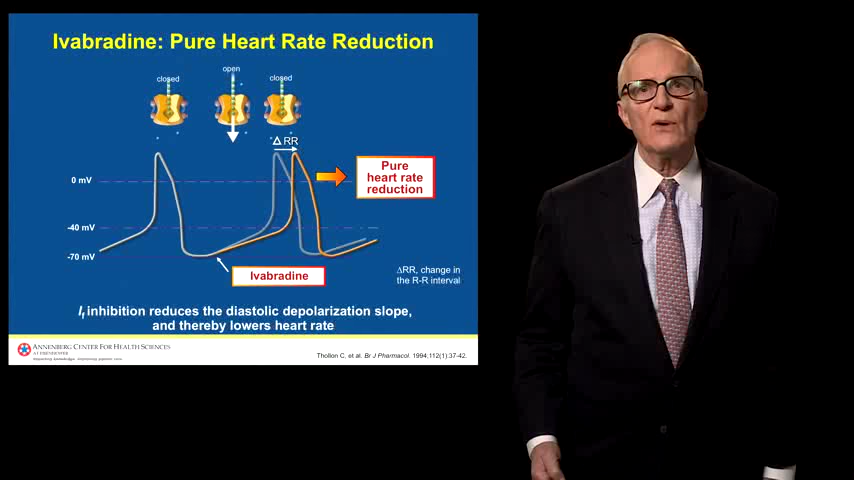 Ivabradine: Pure Heart Rate Reduction
closed
open
closed
Δ RR
0 mV
-40 mV
-70 mV
Pure
heart rate
reduction
Ivabradine
ΔRR, change in
the R-R interval
If inhibition reduces the diastolic depolarization slope,
and thereby lowers heart rate
ANNENBERG CENTER FOR HEALTH SCIENCES
AT EISENHOWER
Thollon C, et al. Br J Pharmacol. 1994;112(1):37-42.